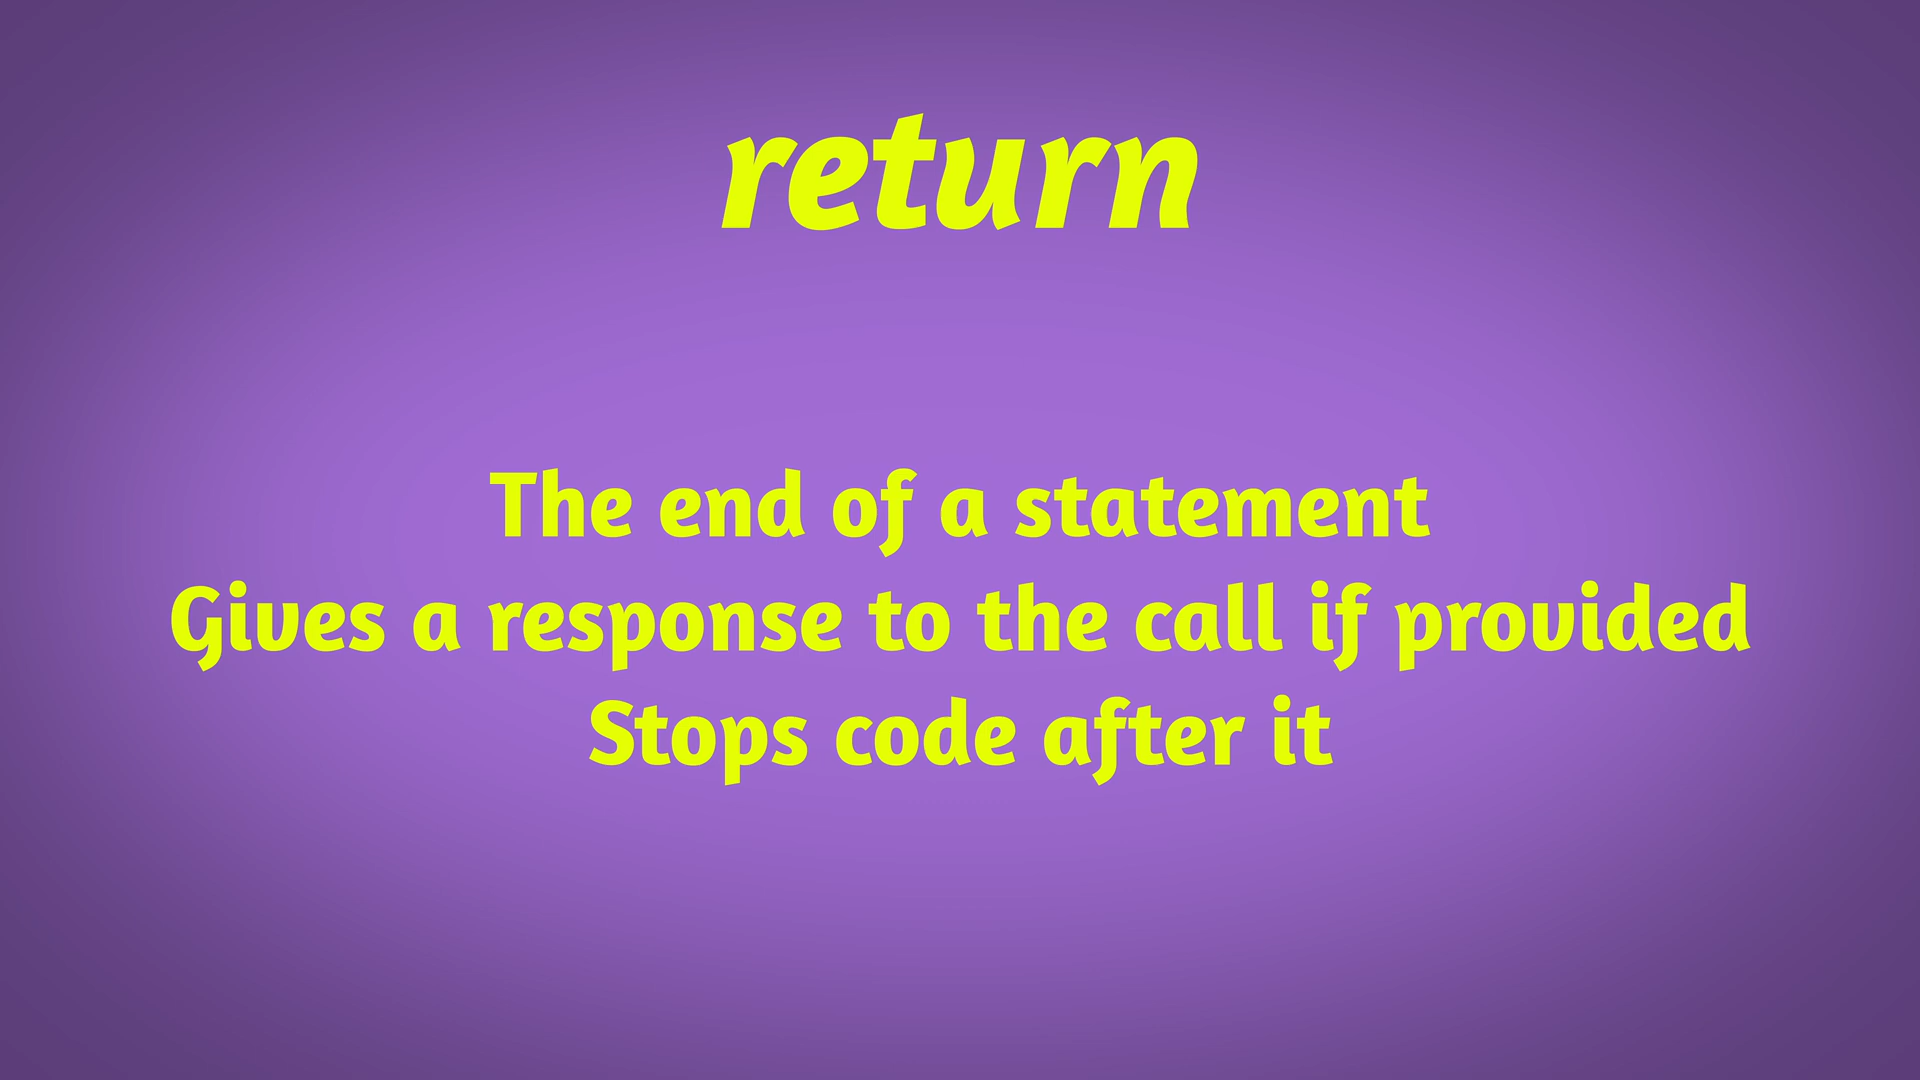 return
The end of a statement
Gives a response to the call if provided
Stops code after it